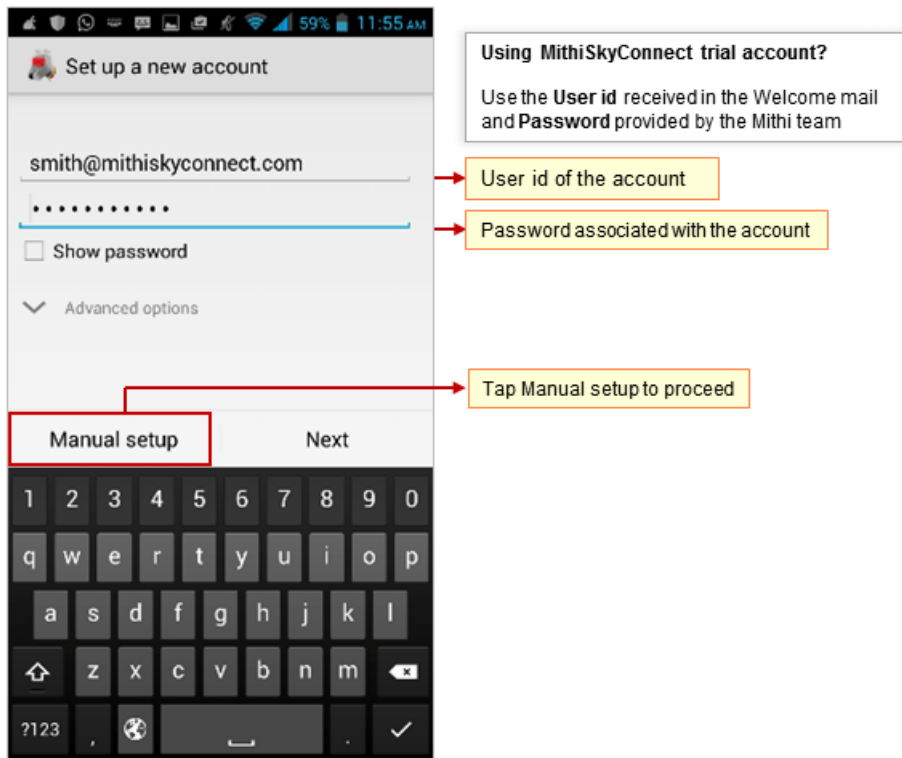 59% 11:55 AM
Set up a new account
smith@mithiskyconnect.com
Show password
Advanced options
Manual setup Next
1 2 3 4 5 6 7 8 9 0
q w e r t y u i o p
a s d f g h j k l
z x c v b n m
?123 , .
Using MithiSkyConnect trial account?
Use the User id received in the Welcome mail
and Password provided by the Mithi team
User id of the account
Password associated with the account
Tap Manual setup to proceed